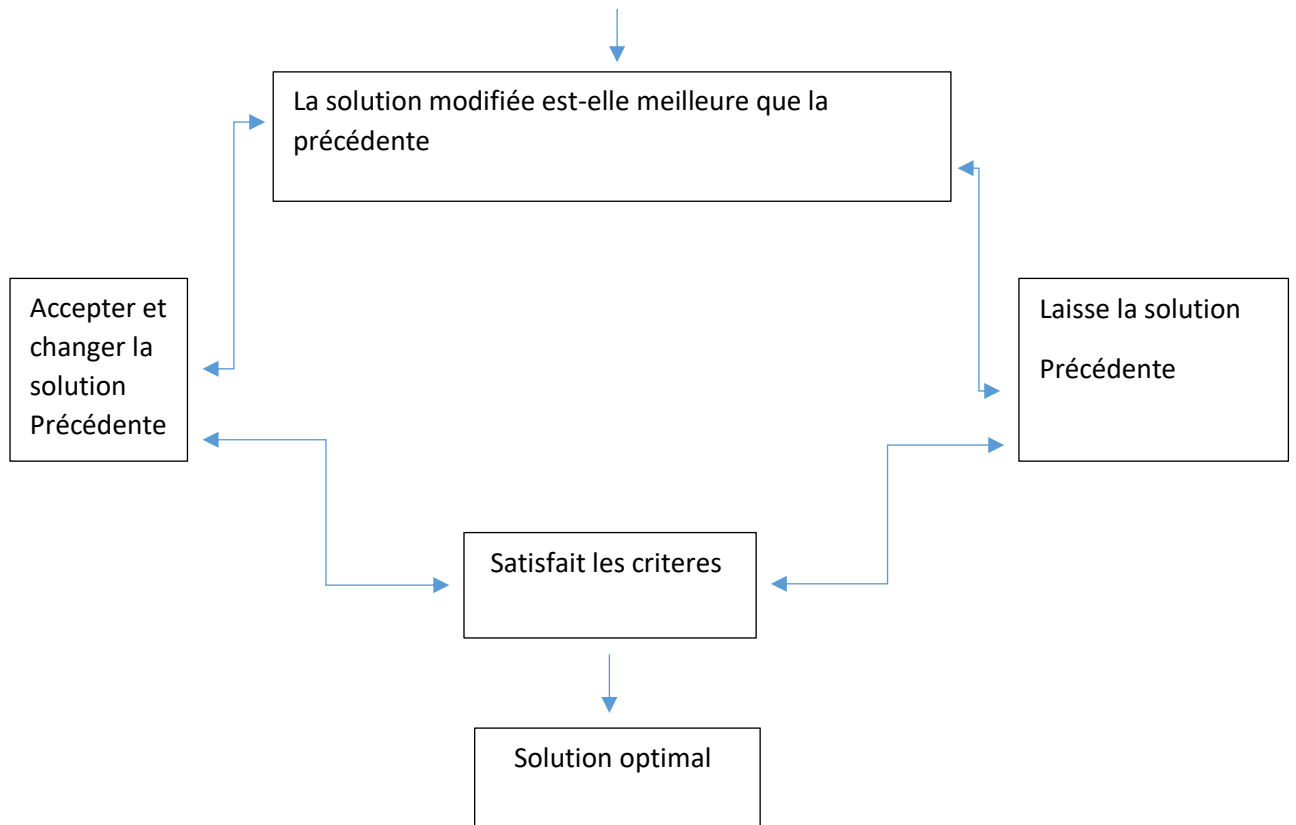 La solution modifiée est-elle meilleure que la
précédente
Accepter et
changer la
solution
Précédente
Laisse la solution
Précédente
Satisfait les criteres
Solution optimal